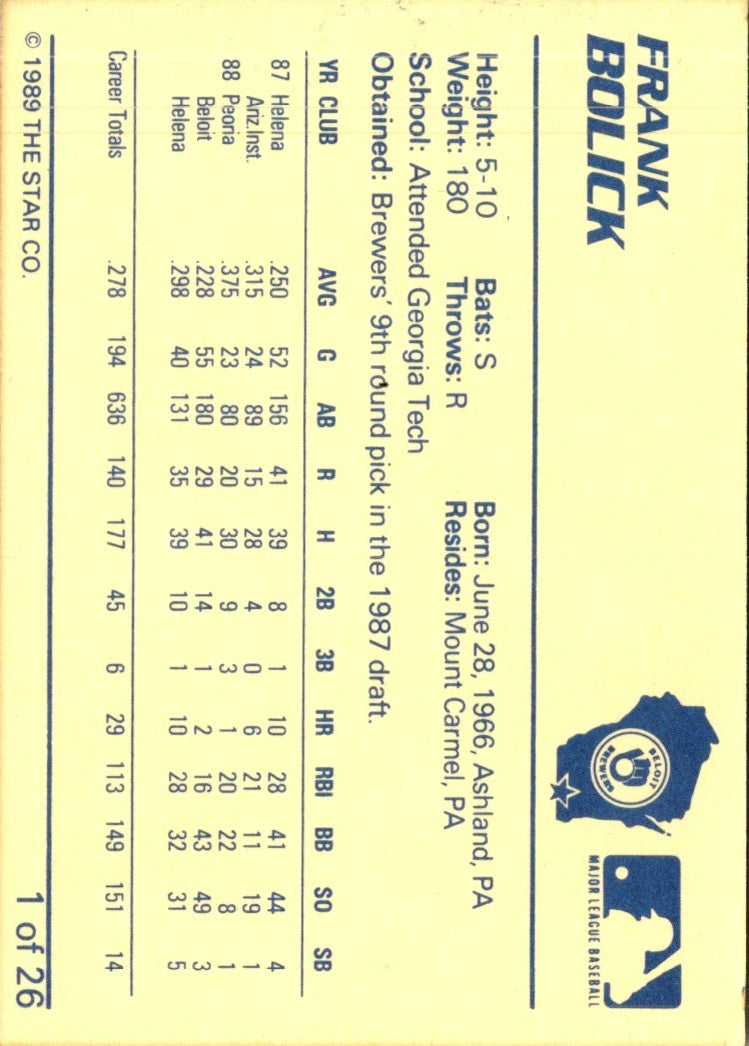 FRANK
BOLICK
BELOIT
BREWERS
MAJOR LEAGUE BASEBALL
Height: 5-10 Bats: S Born: June 28, 1966, Ashland, PA
Weight: 180 Throws: R Resides: Mount Carmel, PA
School: Attended Georgia Tech
Obtained: Brewers' 9th round pick in the 1987 draft.
YR CLUB AVG G AB R H 2B 3B HR RBI BB SO SB
87 Helena .250 52 156 41 39 8 1 10 28 41 44 4
Ariz.Inst. .315 24 89 15 28 4 0 6 21 11 19 1
88 Peoria .375 23 80 20 30 9 3 1 20 22 8 1
Beloit .228 55 180 29 41 14 1 2 16 43 49 3
Helena .298 40 131 35 39 10 1 10 28 32 31 5
Career Totals .278 194 636 140 177 45 6 29 113 149 151 14
© 1989 THE STAR CO. 1 of 26